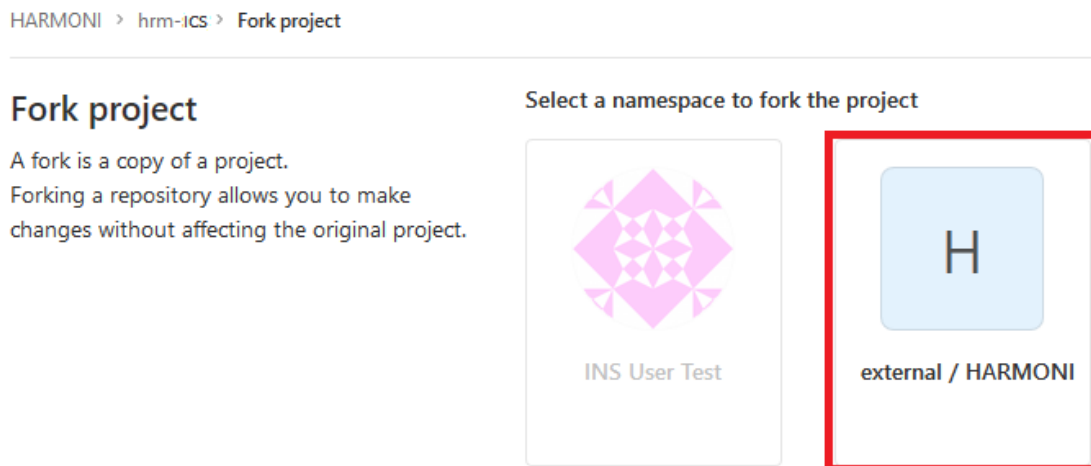 HARMONI > hrm-ICS > Fork project
Fork project
A fork is a copy of a project.
Forking a repository allows you to make
changes without affecting the original project.
Select a namespace to fork the project
INS User Test
H
external / HARMONI